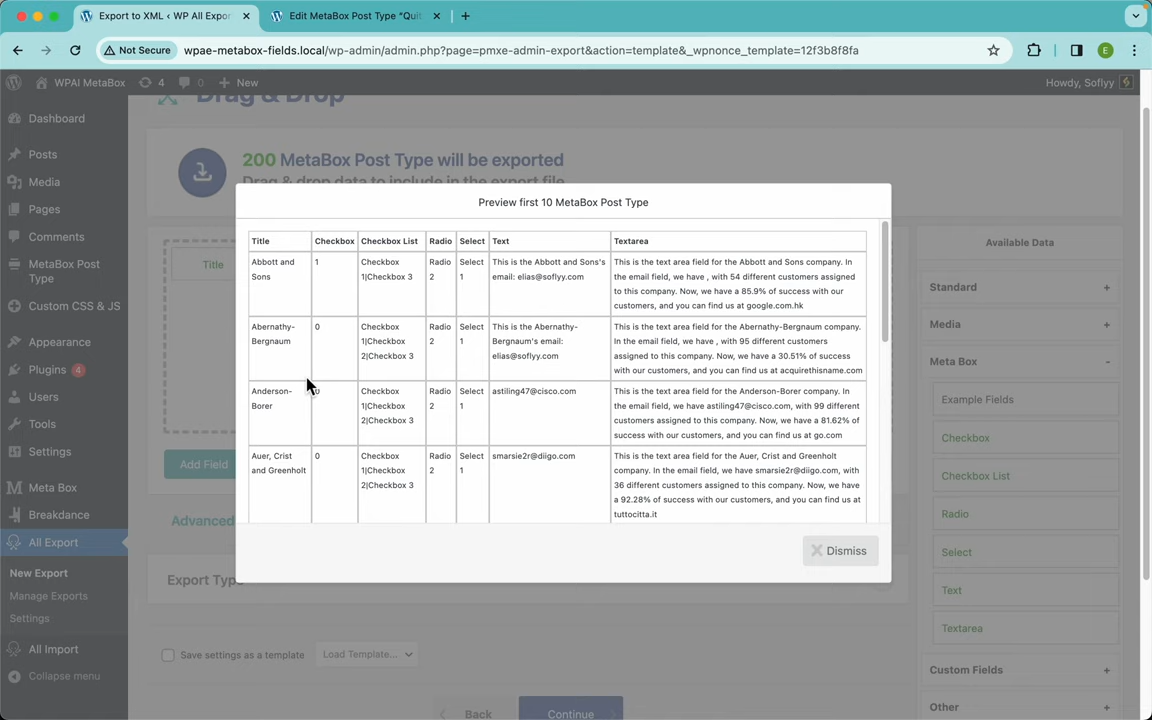 Export to XML ‹ WP All Export
Edit MetaBox Post Type "Quit
Not Secure
wpae-metabox-fields.local/wp-admin/admin.php?page=pmxe-admin-export&action=template&_wpnonce_template=12f3b8f8fa
E
WPAI MetaBox
4
0
New
Howdy, Soflyy
Dashboard
Posts
Media
Pages
Comments
MetaBox Post
Type
Custom CSS & JS
Appearance
Plugins 4
Users
Tools
Settings
Meta Box
Breakdance
All Export
New Export
Manage Exports
Settings
All Import
Collapse menu
Drag & Drop
200 MetaBox Post Type will be exported
Drag & drop data to include in the export file
Title
Add Field
Advanced
Export Type
Save settings as a template
Load Template...
Back
Continue
Preview first 10 MetaBox Post Type
Title Checkbox Checkbox List Radio Select Text Textarea
Abbott and 1 Checkbox Radio Select This is the Abbott and Sons's This is the text area field for the Abbott and Sons company. In
Sons 1|Checkbox 3 2 1 email: elias@soflyy.com the email field, we have , with 54 different customers assigned
to this company. Now, we have a 85.9% of success with our
customers, and you can find us at google.com.hk
Abernathy- 0 Checkbox Radio Select This is the Abernathy- This is the text area field for the Abernathy-Bergnaum company.
Bergnaum 1|Checkbox 2 1 Bergnaum's email: In the email field, we have , with 95 different customers
2|Checkbox 3 elias@soflyy.com assigned to this company. Now, we have a 30.51% of success
with our customers, and you can find us at acquirethisname.com
Anderson- 0 Checkbox Radio Select astiling47@cisco.com This is the text area field for the Anderson-Borer company. In
Borer 1|Checkbox 2 1 the email field, we have astiling47@cisco.com, with 99 different
2|Checkbox 3 customers assigned to this company. Now, we have a 81.62% of
success with our customers, and you can find us at go.com
Auer, Crist 0 Checkbox Radio Select smarsie2r@diigo.com This is the text area field for the Auer, Crist and Greenholt
and Greenholt 1|Checkbox 2 1 company. In the email field, we have smarsie2r@diigo.com, with
2|Checkbox 3 36 different customers assigned to this company. Now, we have
a 92.28% of success with our customers, and you can find us at
tuttocitta.it
Dismiss
Available Data
Standard +
Media +
Meta Box -
Example Fields
Checkbox
Checkbox List
Radio
Select
Text
Textarea
Custom Fields +
Other +